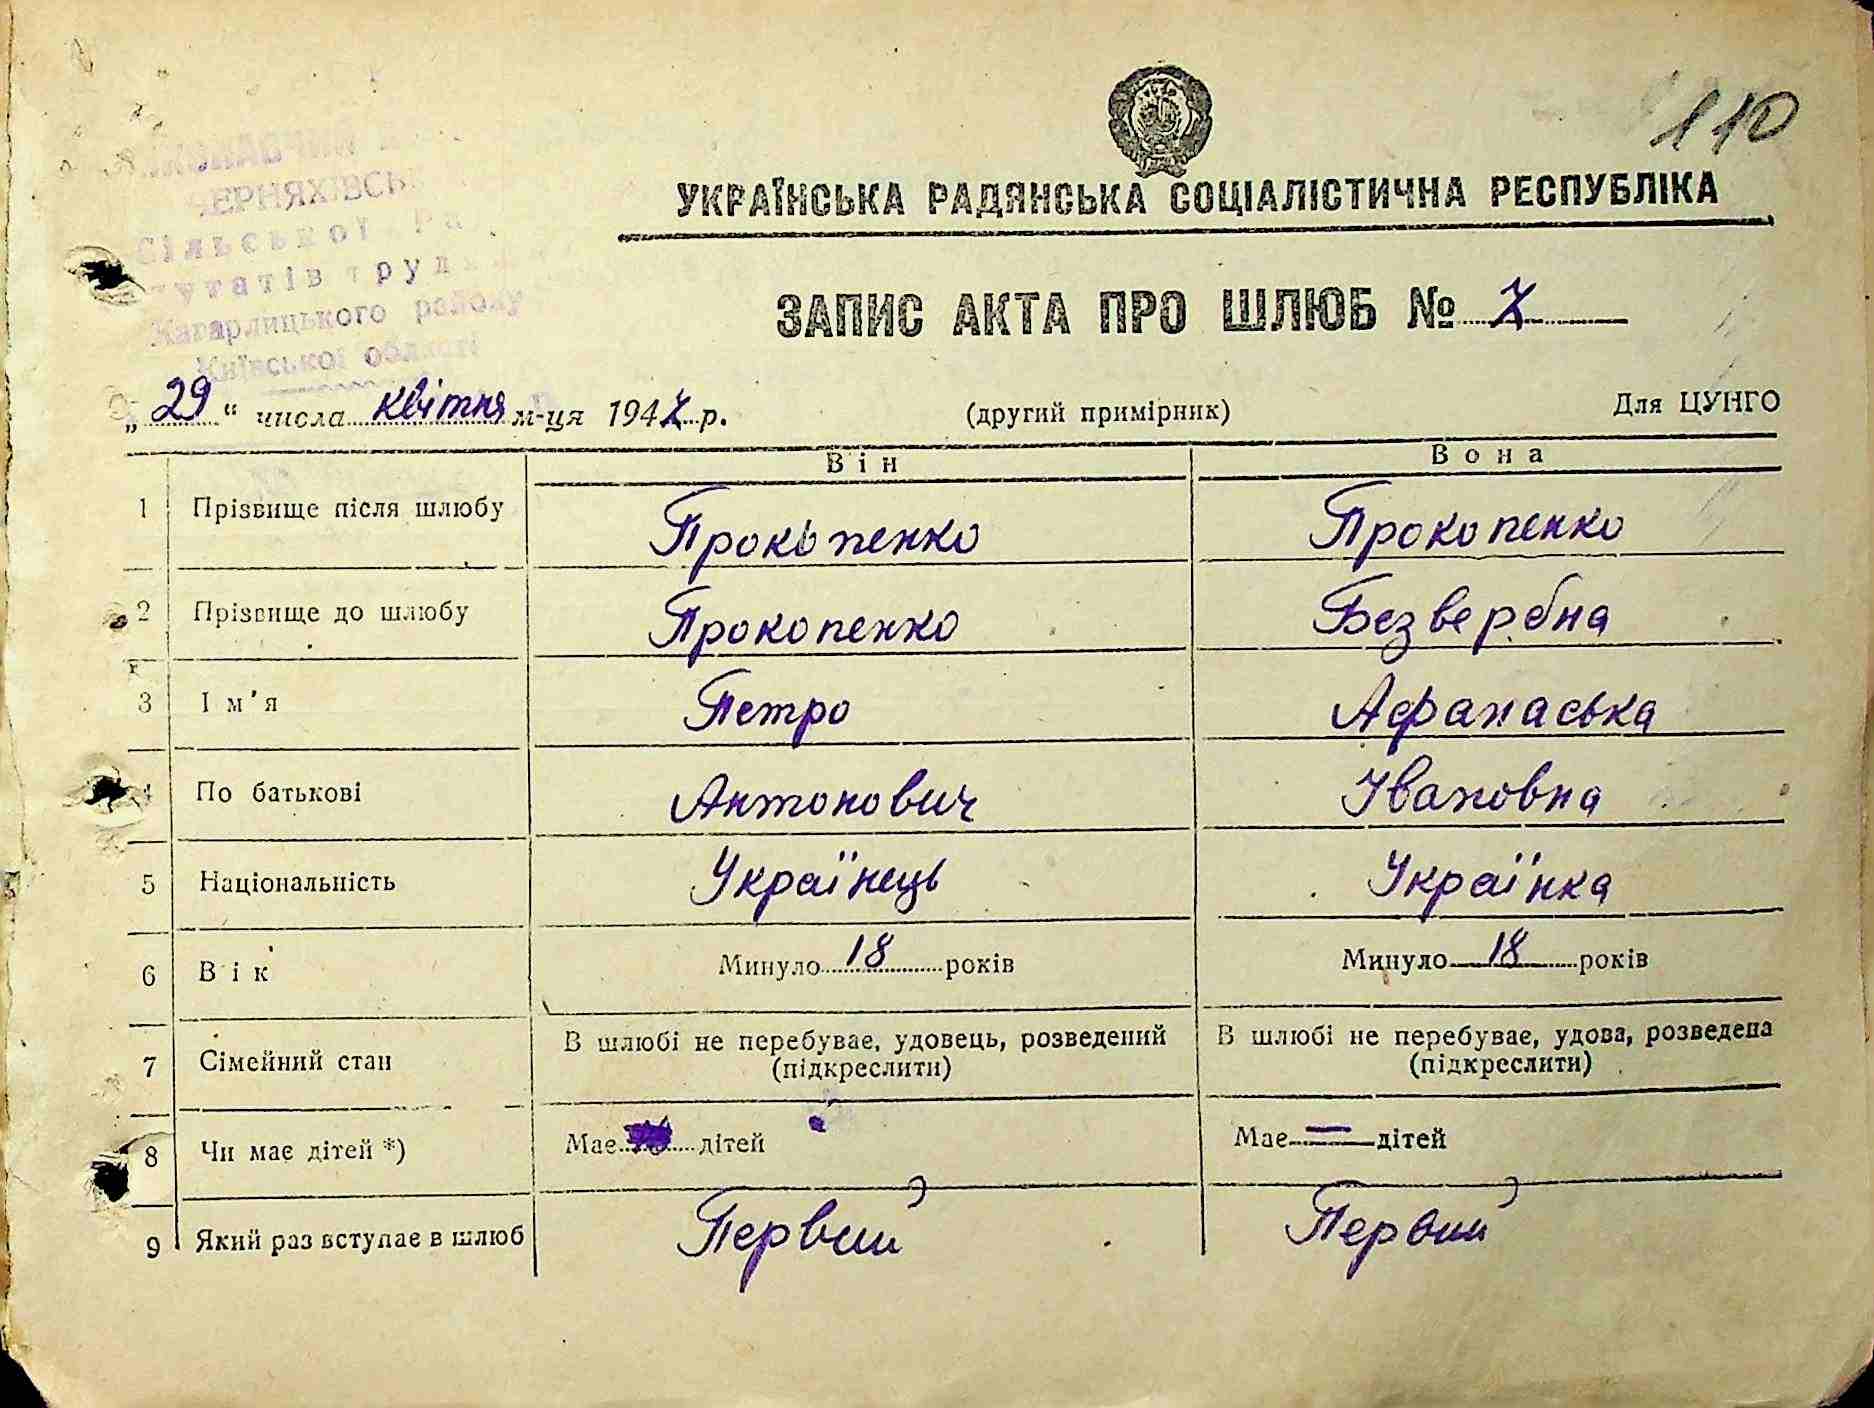 110
ЧЕРНЯХІВСЬ
Сільської Ра
путатів труд
Кагарлицького району
Київської області
УКРАЇНСЬКА РАДЯНСЬКА СОЦІАЛІСТИЧНА РЕСПУБЛІКА
ЗАПИС АКТА ПРО ШЛЮБ № 7
„29“ числа квітня м-ця 1947 р. (другий примірник) Для ЦУНГО
Він Вона
1 Прізвище після шлюбу Прокопенко Прокопенко
2 Прізвище до шлюбу Прокопенко Безвербна
3 Ім'я Петро Афанаська
4 По батькові Антонович Івановна
5 Національність Українець Українка
6 Вік Минуло 18 років Минуло 18 років
7 Сімейний стан В шлюбі не перебуває, удовець, розведений В шлюбі не перебуває, удова, розведена
(підкреслити) (підкреслити)
8 Чи має дітей *) Має дітей Має — дітей
9 Який раз вступає в шлюб Первий Первий